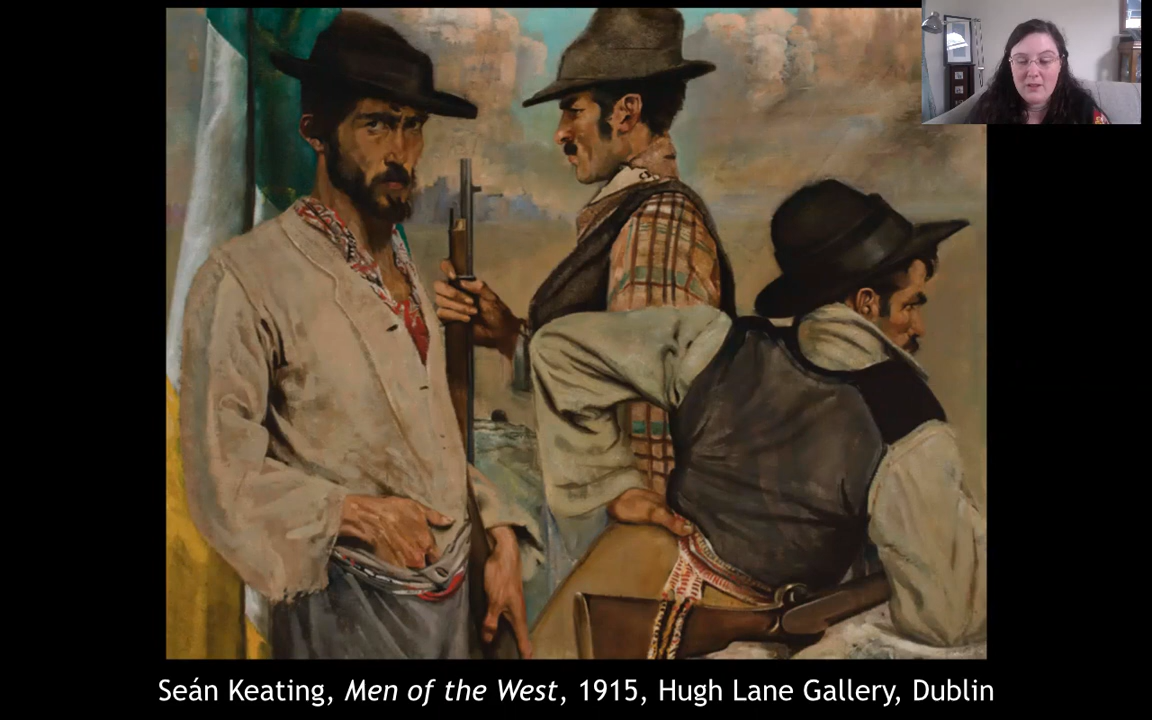 Seán Keating, Men of the West, 1915, Hugh Lane Gallery, Dublin